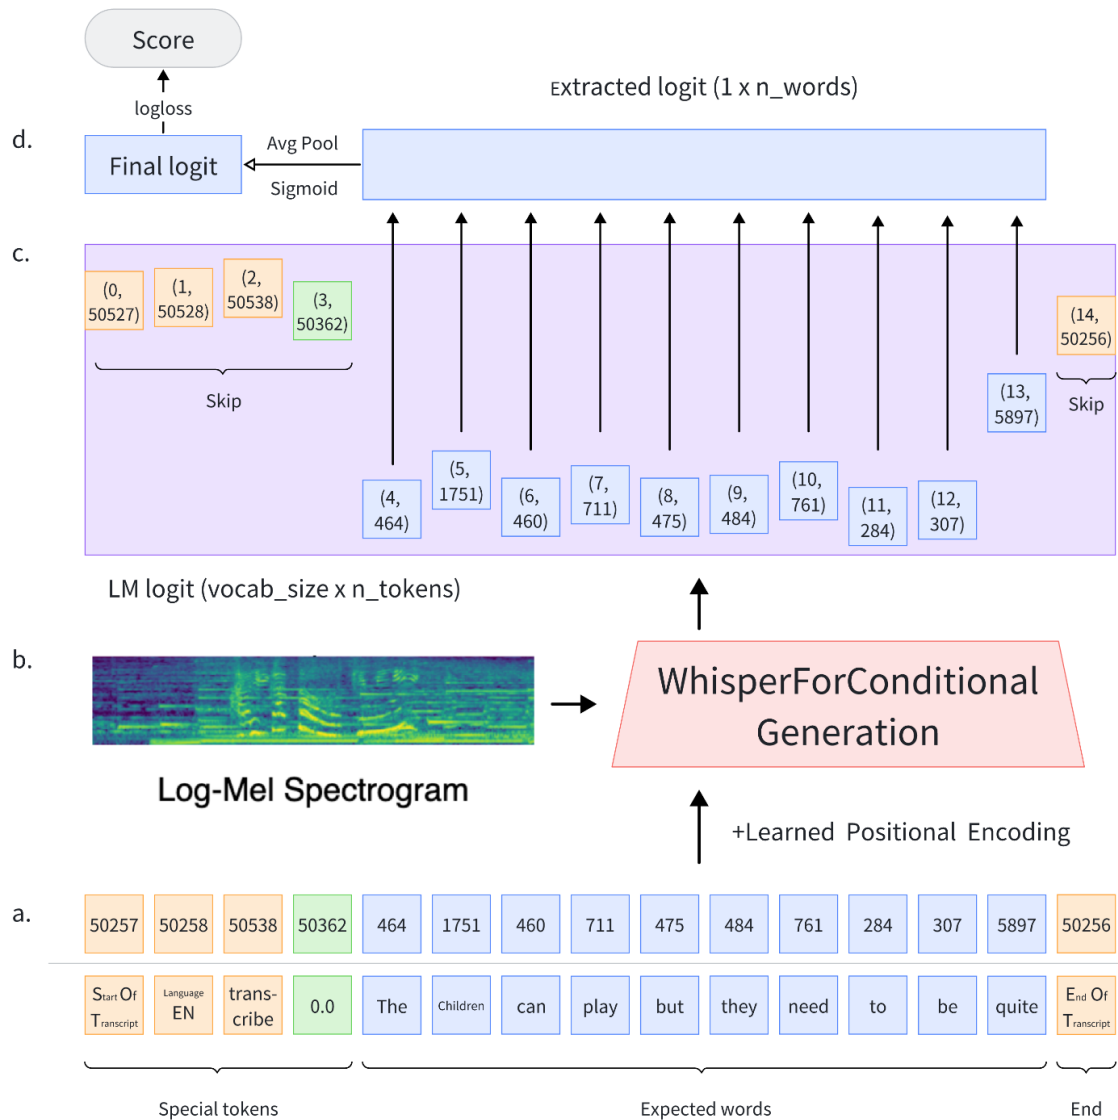 Score
logloss
Extracted logit (1 x n_words)
d.
Final logit
Avg Pool
Sigmoid
c.
(0,
50527)
(1,
50528)
(2,
50538)
(3,
50362)
Skip
(4,
464)
(5,
1751)
(6,
460)
(7,
711)
(8,
475)
(9,
484)
(10,
761)
(11,
284)
(12,
307)
(13,
5897)
(14,
50256)
Skip
LM logit (vocab_size x n_tokens)
b.
Log-Mel Spectrogram
WhisperForConditional
Generation
+Learned Positional Encoding
a.
50257 50258 50538 50362 464 1751 460 711 475 484 761 284 307 5897 50256
Start Of
Transcript
Language
EN
trans-
cribe
0.0
The
Children
can
play
but
they
need
to
be
quite
End Of
Transcript
Special tokens
Expected words
End